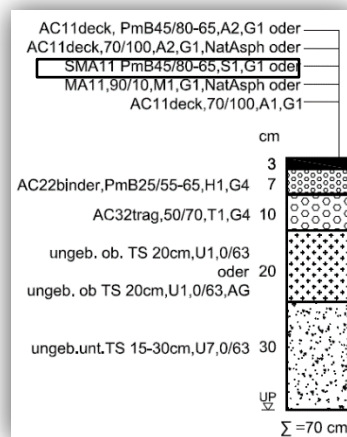 AC11deck, PmB45/80-65,A2,G1 oder
AC11deck,70/100,A2,G1,NatAsph oder
SMA11 PmB45/80-65,S1,G1 oder
MA11,90/10,M1,G1,NatAsph oder
AC11deck,70/100,A1,G1
cm
3
AC22binder,PmB25/55-65,H1,G4 7
AC32trag,50/70,T1,G4 10
ungeb. ob. TS 20cm,U1,0/63
oder 20
ungeb. ob TS 20cm,U1,0/63,AG
ungeb.unt.TS 15-30cm,U7,0/63 30
UP
∑ =70 cm